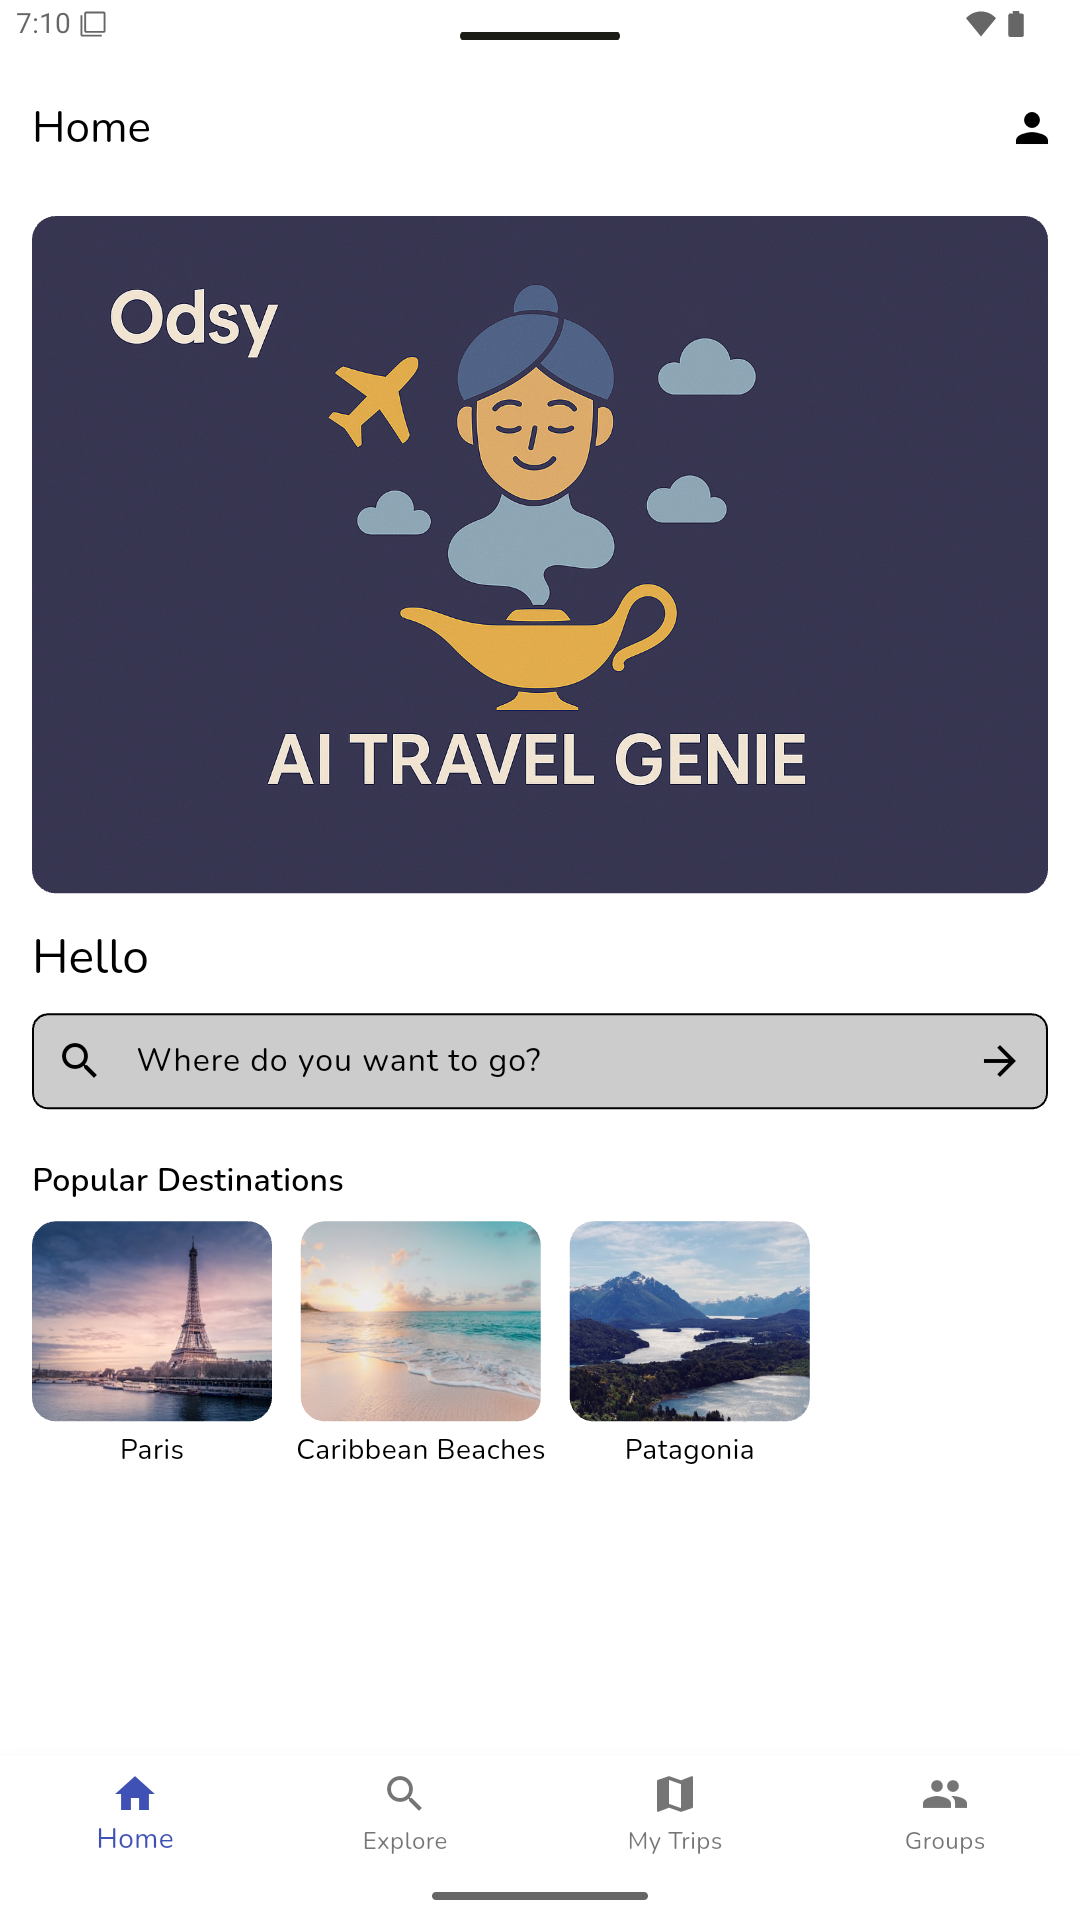 7:10
Home
Odsy
AI TRAVEL GENIE
Hello
Where do you want to go?
Popular Destinations
Paris
Caribbean Beaches
Patagonia
Home
Explore
My Trips
Groups